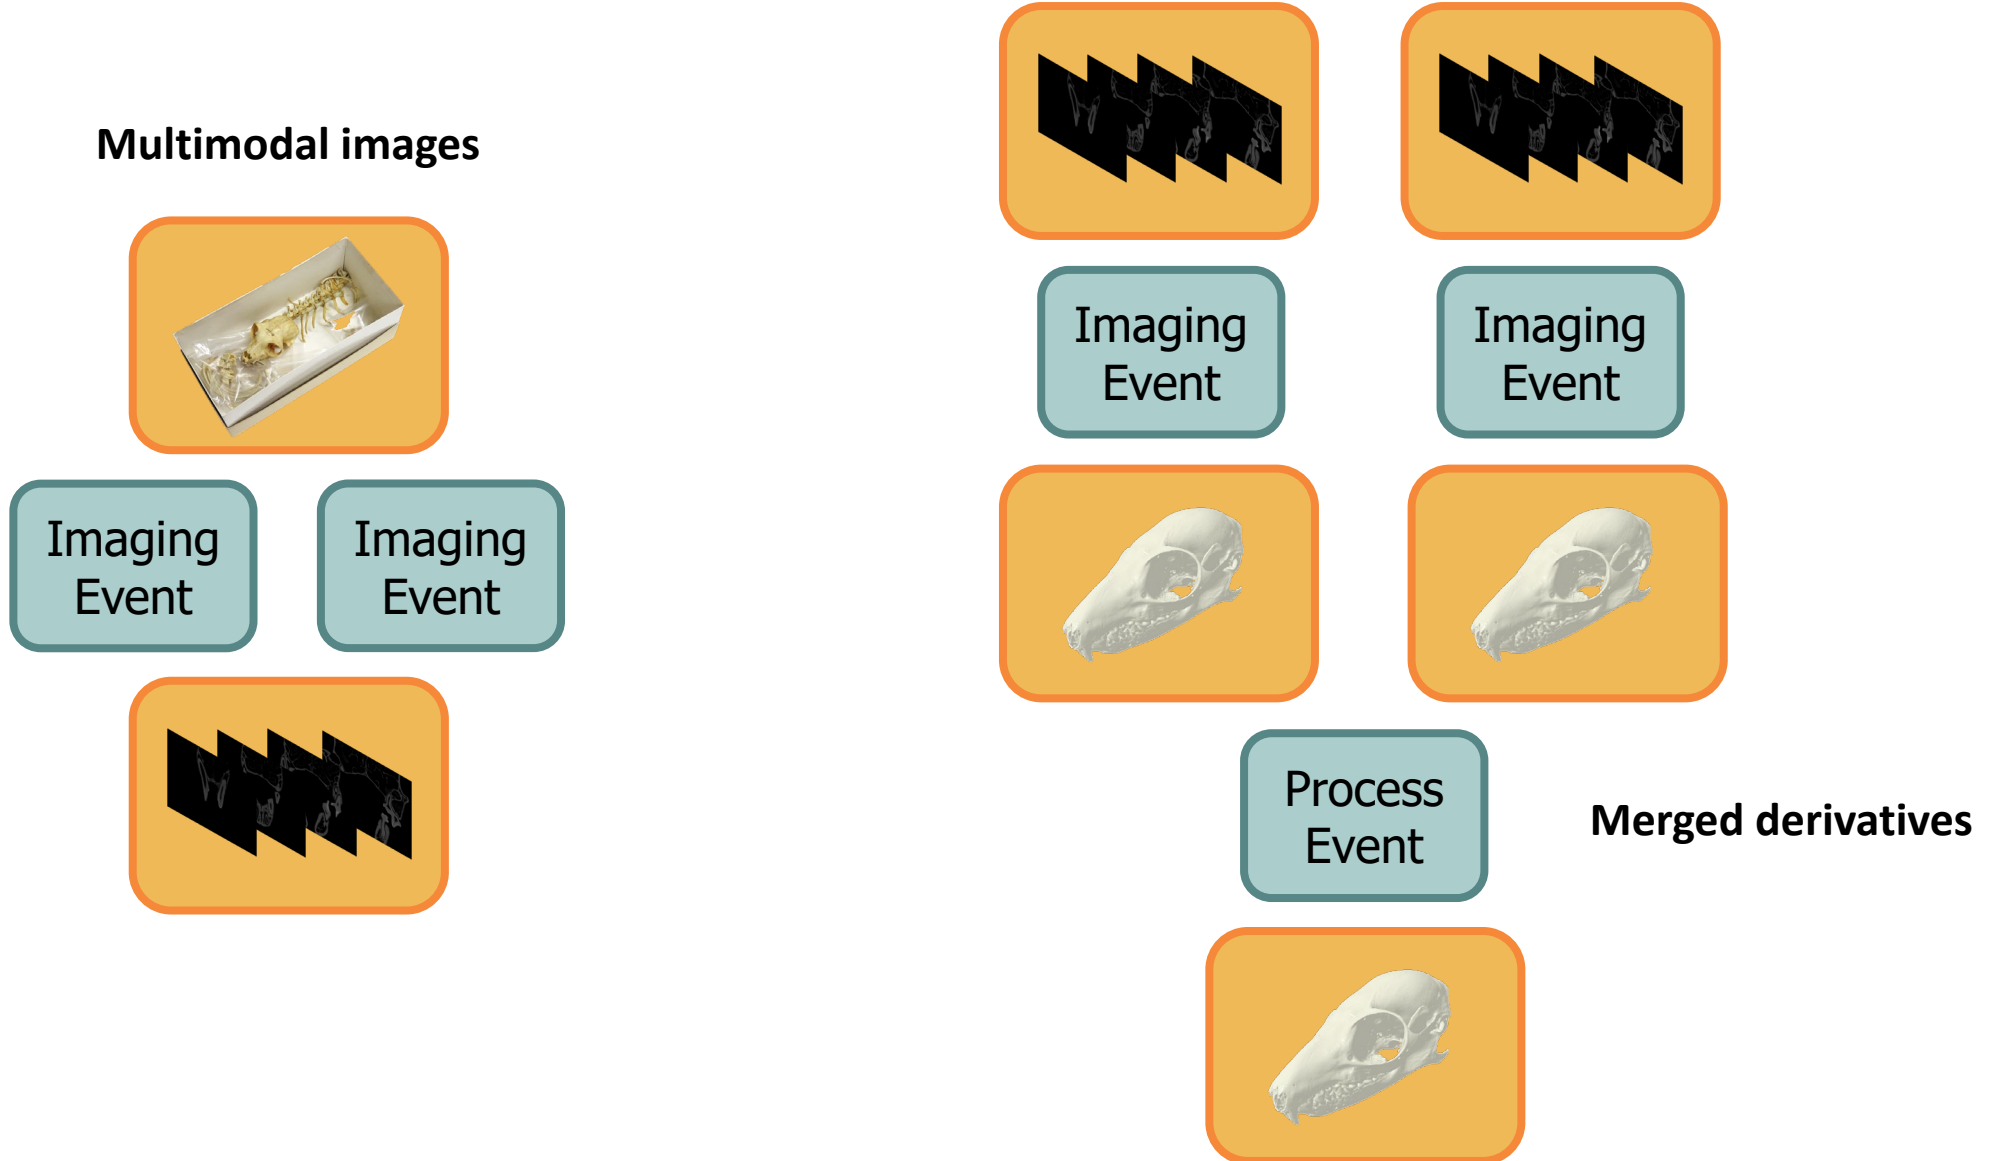 Multimodal images
Imaging
Event
Imaging
Event
Imaging
Event
Imaging
Event
Process
Event
Merged derivatives